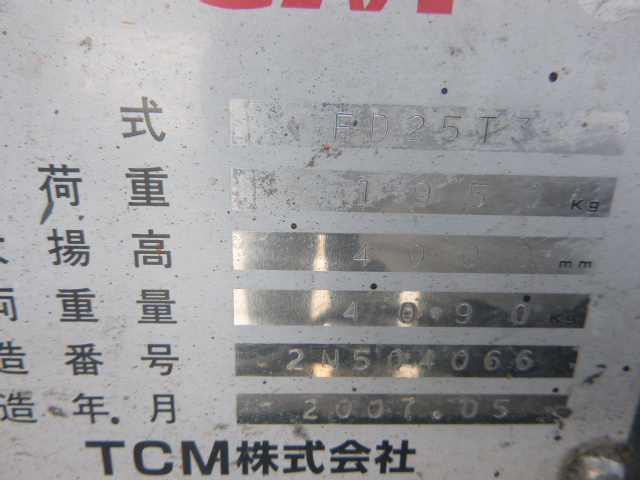 式 FD25T3
荷重 1950 Kg
揚高 4000 mm
重量 4090 Kg
造番号 2N504066
造年月 2007.05
TCM株式会社